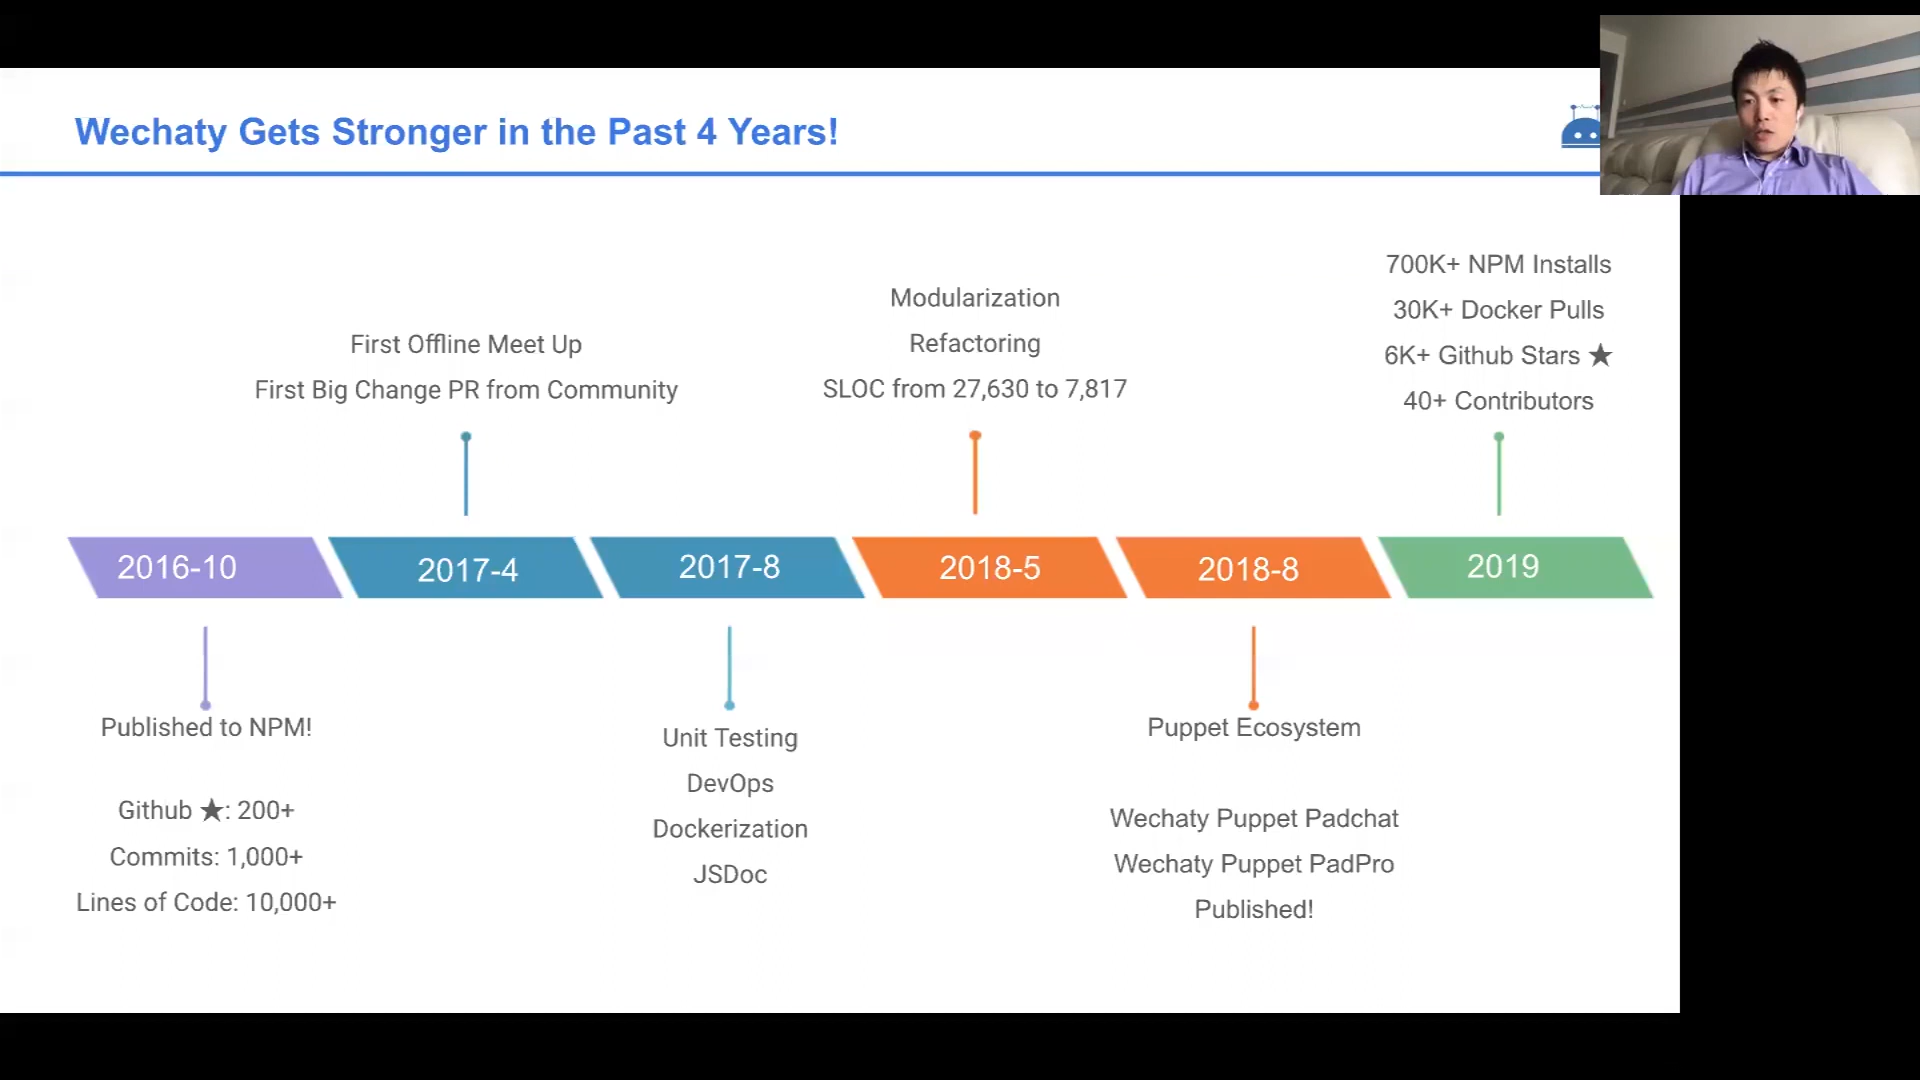 Wechaty Gets Stronger in the Past 4 Years!
First Offline Meet Up
First Big Change PR from Community
Modularization
Refactoring
SLOC from 27,630 to 7,817
700K+ NPM Installs
30K+ Docker Pulls
6K+ Github Stars ★
40+ Contributors
2016-10
2017-4
2017-8
2018-5
2018-8
2019
Published to NPM!
Github ★: 200+
Commits: 1,000+
Lines of Code: 10,000+
Unit Testing
DevOps
Dockerization
JSDoc
Puppet Ecosystem
Wechaty Puppet Padchat
Wechaty Puppet PadPro
Published!